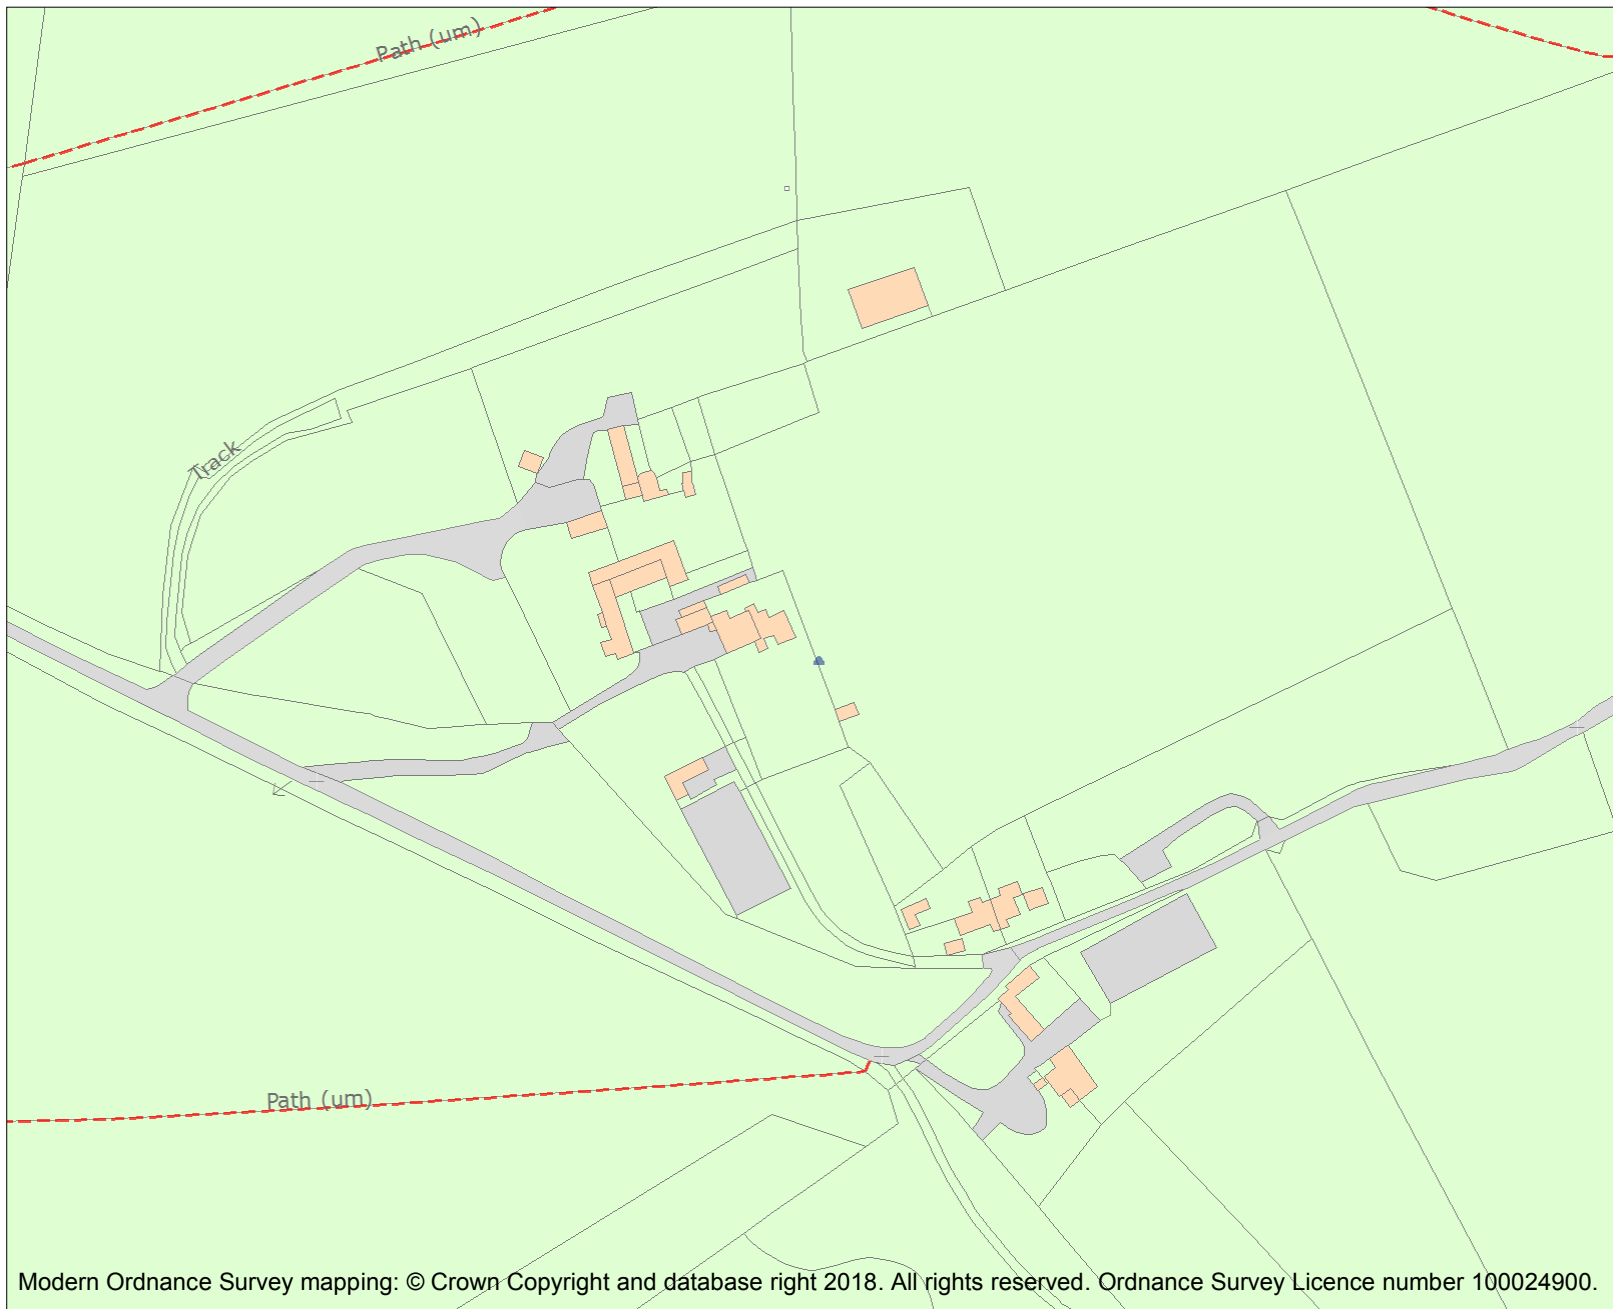 Path (um)
Track
Path (um)
Modern Ordnance Survey mapping: © Crown Copyright and database right 2018. All rights reserved. Ordnance Survey Licence number 100024900.